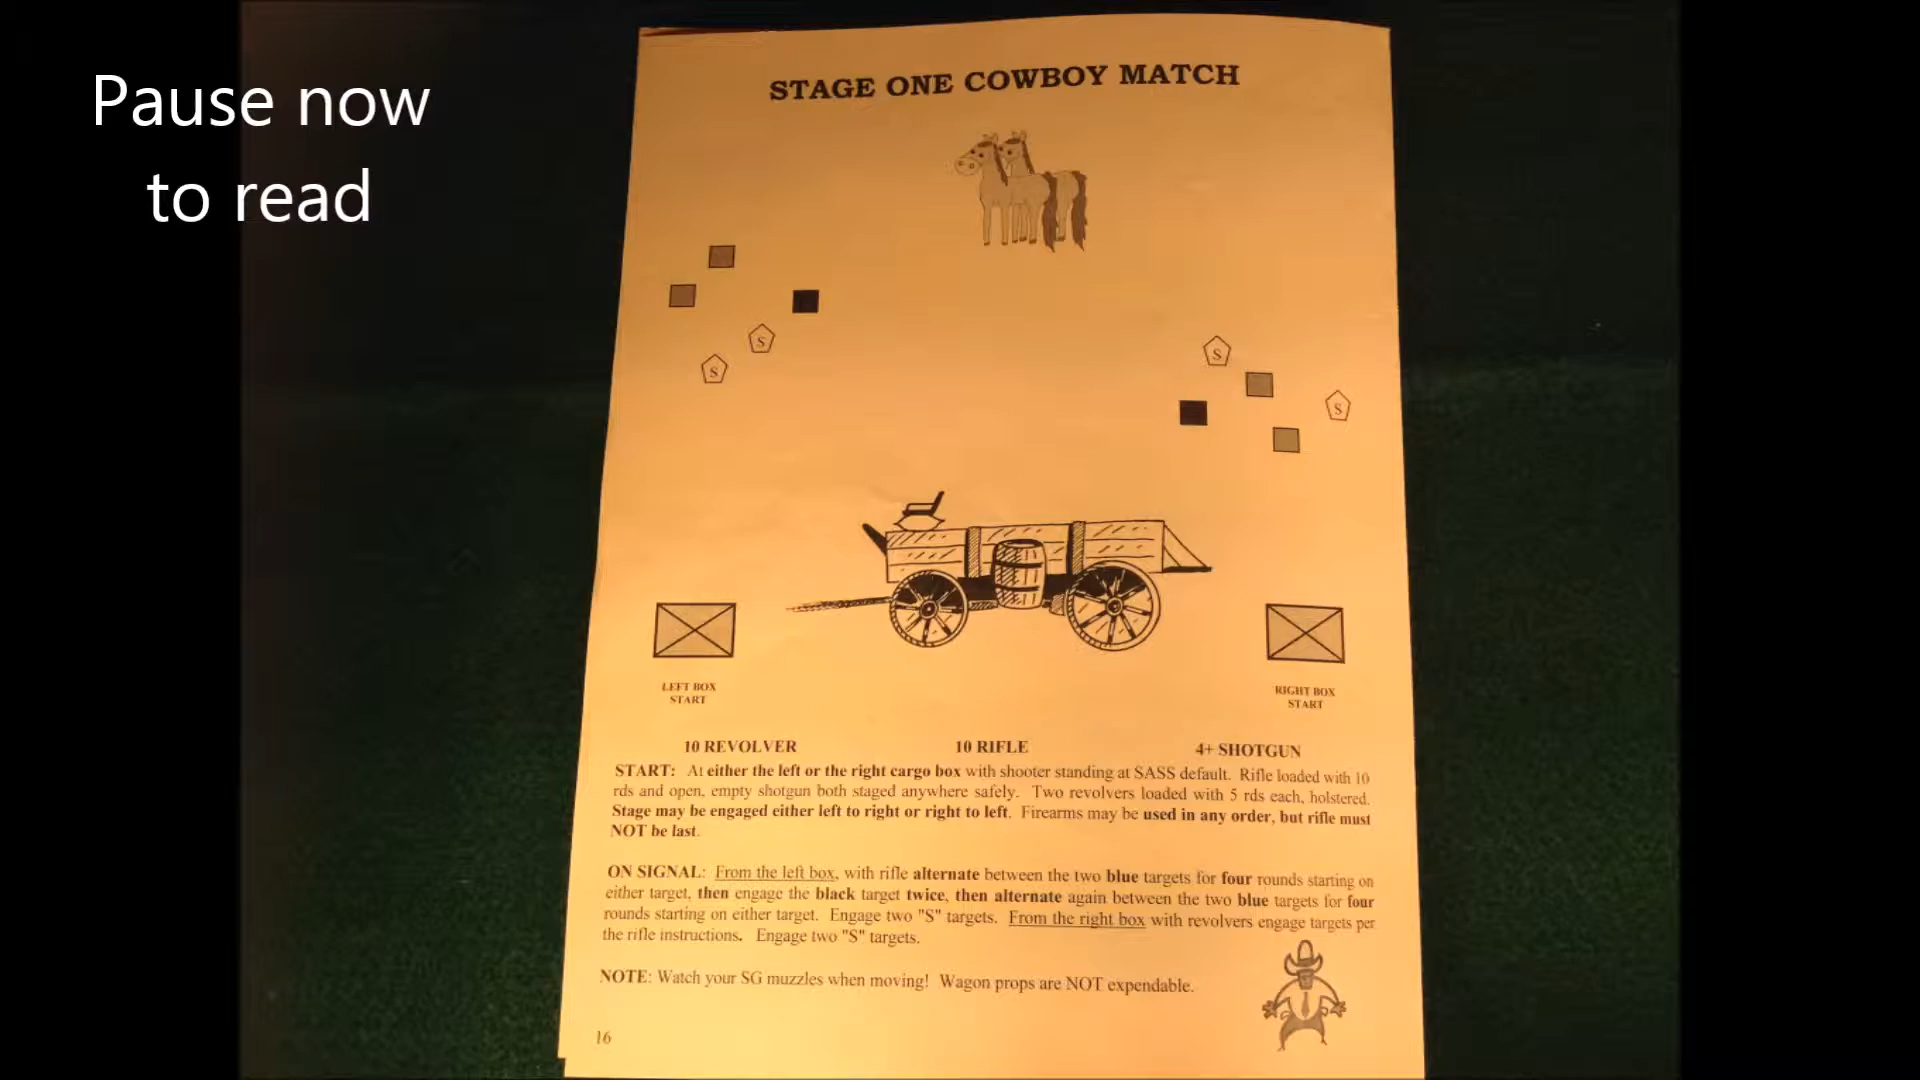 Pause now
to read
STAGE ONE COWBOY MATCH
S
S
S
S
LEFT BOX
START
RIGHT BOX
START
10 REVOLVER 10 RIFLE 4+ SHOTGUN
START: At either the left or the right cargo box with shooter standing at SASS default. Rifle loaded with 10
rds and open, empty shotgun both staged anywhere safely. Two revolvers loaded with 5 rds each, holstered.
Stage may be engaged either left to right or right to left. Firearms may be used in any order, but rifle must
NOT be last.
ON SIGNAL: From the left box, with rifle alternate between the two blue targets for four rounds starting on
either target, then engage the black target twice, then alternate again between the two blue targets for four
rounds starting on either target. Engage two "S" targets. From the right box with revolvers engage targets per
the rifle instructions. Engage two "S" targets.
NOTE: Watch your SG muzzles when moving! Wagon props are NOT expendable.
16